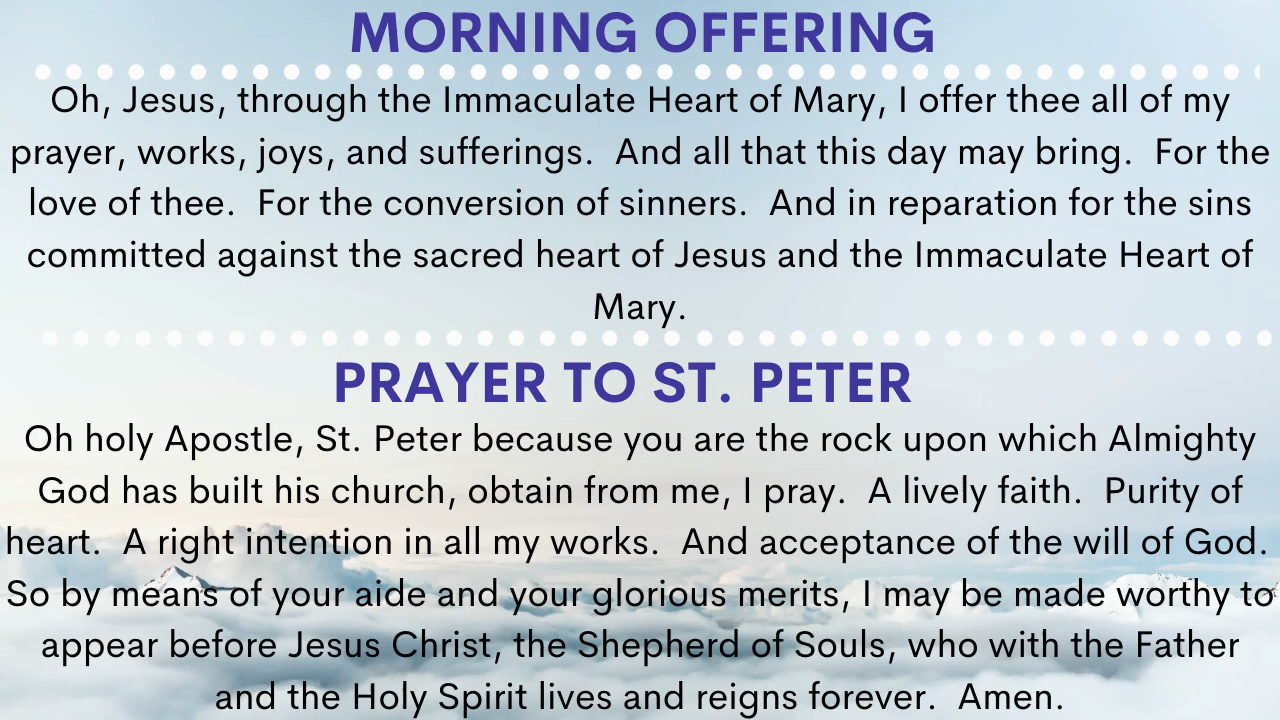 MORNING OFFERING
Oh, Jesus, through the Immaculate Heart of Mary, I offer thee all of my
prayer, works, joys, and sufferings.  And all that this day may bring.  For the
love of thee.  For the conversion of sinners.  And in reparation for the sins
committed against the sacred heart of Jesus and the Immaculate Heart of
Mary.
PRAYER TO ST. PETER
Oh holy Apostle, St. Peter because you are the rock upon which Almighty
God has built his church, obtain from me, I pray.  A lively faith.  Purity of
heart.  A right intention in all my works.  And acceptance of the will of God.
So by means of your aide and your glorious merits, I may be made worthy to
appear before Jesus Christ, the Shepherd of Souls, who with the Father
and the Holy Spirit lives and reigns forever.  Amen.